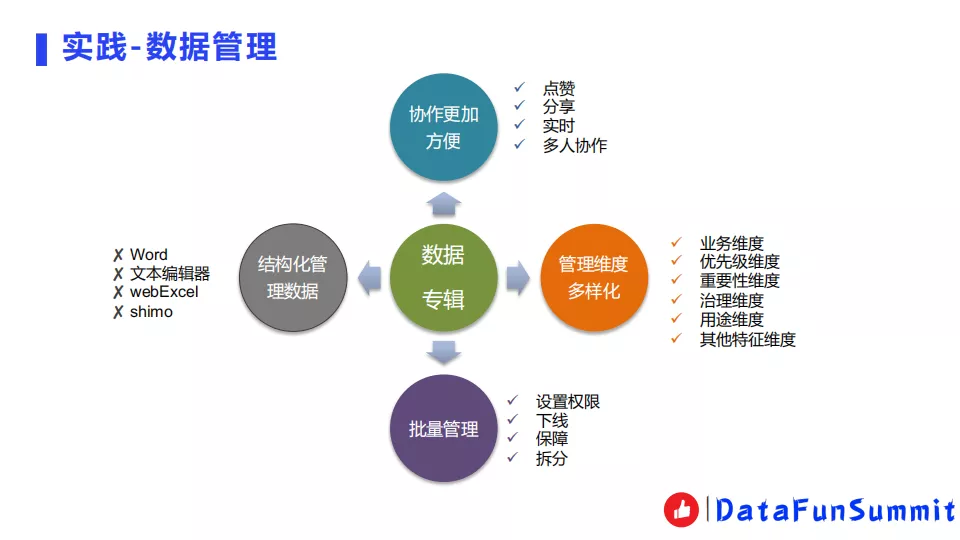 实践-数据管理
协作更加
方便
✓ 点赞
✓ 分享
✓ 实时
✓ 多人协作
✗ Word
✗ 文本编辑器
✗ webExcel
✗ shimo
结构化管
理数据
数据
专辑
管理维度
多样化
✓ 业务维度
✓ 优先级维度
✓ 重要性维度
✓ 治理维度
✓ 用途维度
✓ 其他特征维度
批量管理
✓ 设置权限
✓ 下线
✓ 保障
✓ 拆分
DataFunSummit